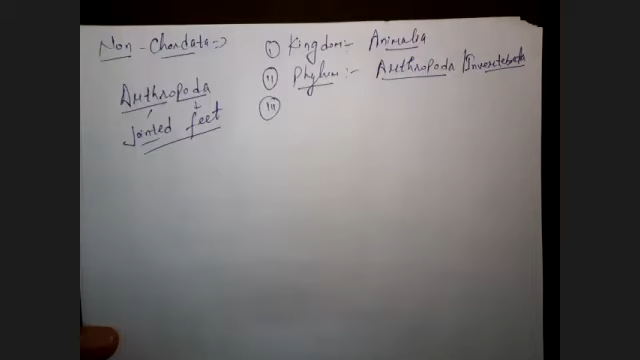 Non - Chordata:=>
Arthropoda
Jointed feet
(i) Kingdom:- Animalia
(ii) Phylum:- Arthropoda / Invertebrata
(iii)